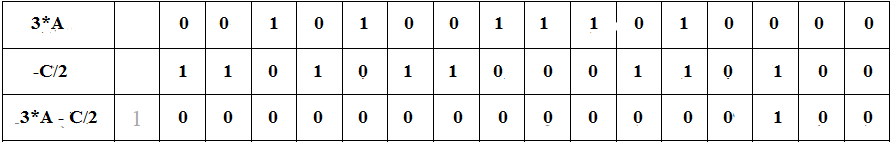 3*A 0 0 1 0 1 0 0 1 1 1 0 1 0 0 0 0
-C/2 1 1 0 1 0 1 1 0 0 0 1 1 0 1 0 0
3*A - C/2 1 0 0 0 0 0 0 0 0 0 0 0 0 0 1 0 0